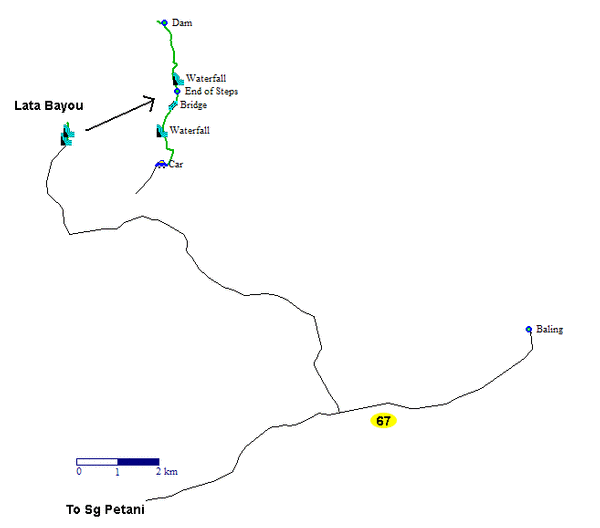 Dam
Waterfall
End of Steps
Lata Bayou
Bridge
Waterfall
Car
Baling
67
0 1 2 km
To Sg Petani